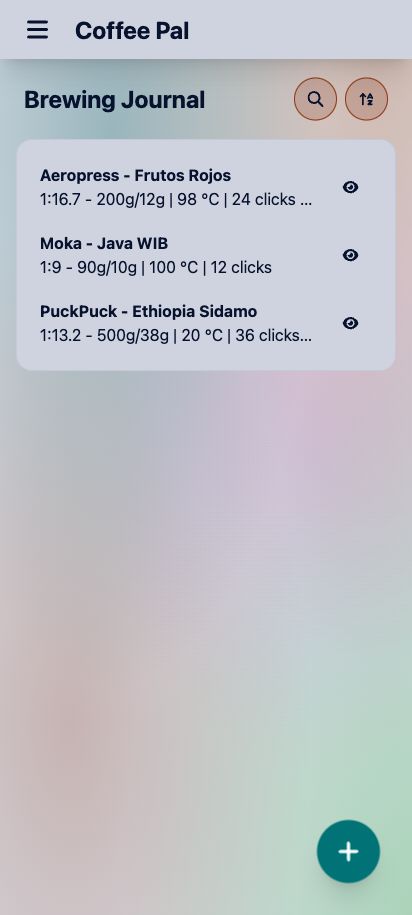 Coffee Pal
Brewing Journal
Aeropress - Frutos Rojos
1:16.7 - 200g/12g | 98 °C | 24 clicks ...
Moka - Java WIB
1:9 - 90g/10g | 100 °C | 12 clicks
PuckPuck - Ethiopia Sidamo
1:13.2 - 500g/38g | 20 °C | 36 clicks...